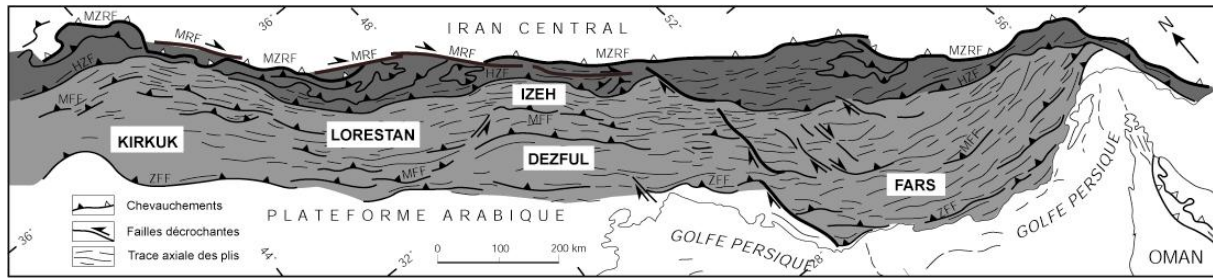 36°
48°
52°
56°
N
IRAN CENTRAL
MZRF
MRF
MRF
MRF
MZRF
MZRF
MZRF
HZF
HZF
HZF
MFF
MFF
MFF
MFF
IZEH
KIRKUK
LORESTAN
DEZFUL
FARS
ZFF
ZFF
ZFF
PLATEFORME ARABIQUE
GOLFE PERSIQUE
GOLFE PERSIQUE
OMAN
Chevauchements
Failles décrochantes
Trace axiale des plis
0 100 200 km
36°
44°
32°
28°